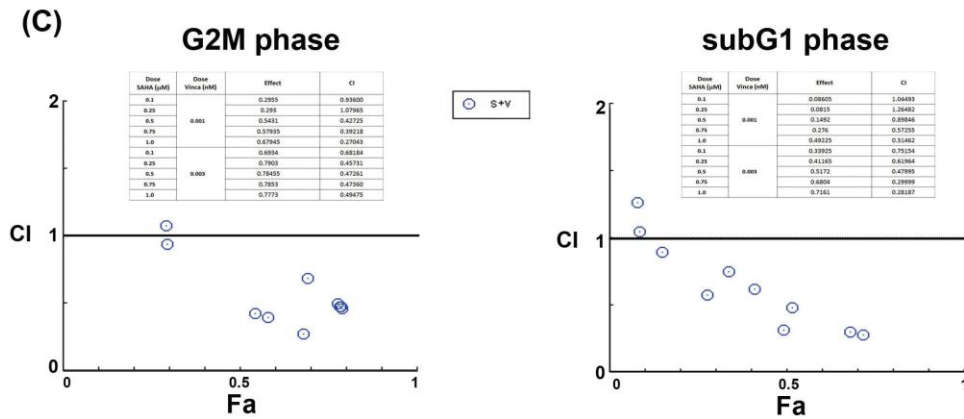 (C)
G2M phase
Dose SAHA (µM) Dose Vinca (nM) Effect CI
0.1 0.001 0.2955 0.93600
0.25 0.293 1.07965
0.5 0.5431 0.42725
0.75 0.57935 0.39218
1.0 0.67945 0.27043
0.1 0.003 0.6934 0.68184
0.25 0.7903 0.45731
0.5 0.78455 0.47261
0.75 0.7853 0.47360
1.0 0.7773 0.49475
2
CI 1
0
0 0.5 1
Fa
S+V
subG1 phase
Dose SAHA (µM) Dose Vinca (nM) Effect CI
0.1 0.001 0.08605 1.04493
0.25 0.0815 1.26482
0.5 0.1492 0.89846
0.75 0.276 0.57255
1.0 0.49225 0.31462
0.1 0.003 0.33925 0.75154
0.25 0.41165 0.61964
0.5 0.5172 0.47995
0.75 0.6804 0.29999
1.0 0.7161 0.28187
2
CI 1
0
0 0.5 1
Fa